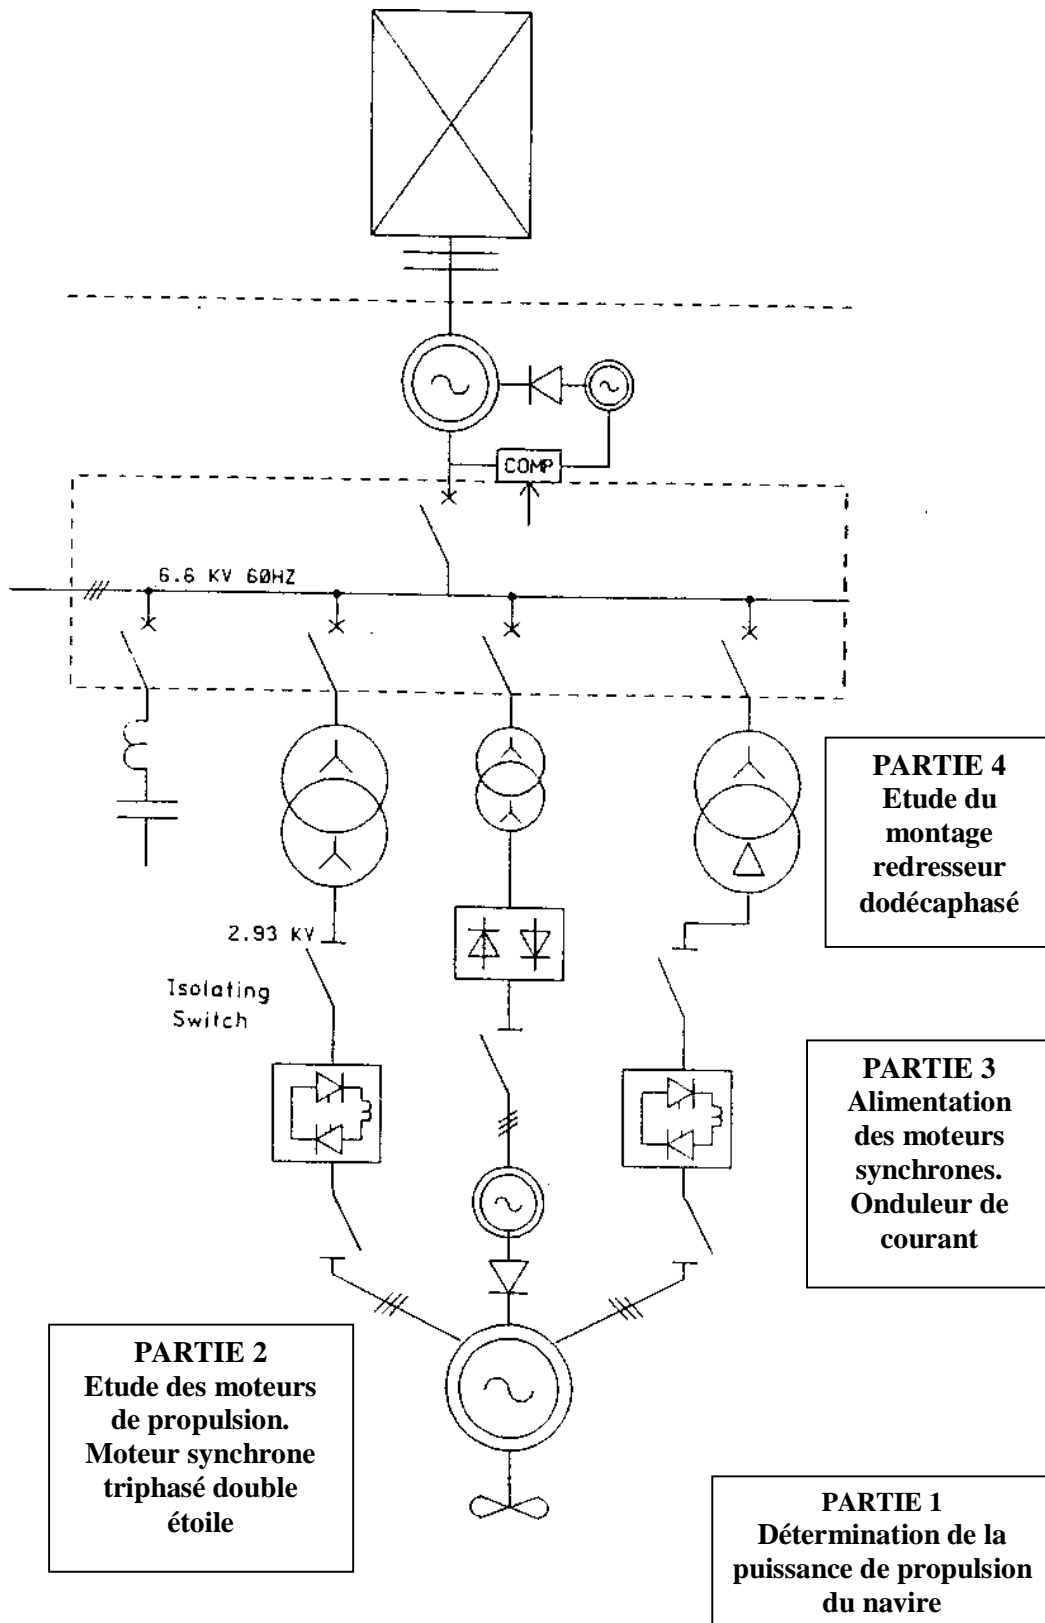 COMP
6.6 KV 60HZ
2.93 KV
Isolating
Switch
PARTIE 4
Etude du
montage
redresseur
dodécaphasé
PARTIE 3
Alimentation
des moteurs
synchrones.
Onduleur de
courant
PARTIE 2
Etude des moteurs
de propulsion.
Moteur synchrone
triphasé double
étoile
PARTIE 1
Détermination de la
puissance de propulsion
du navire